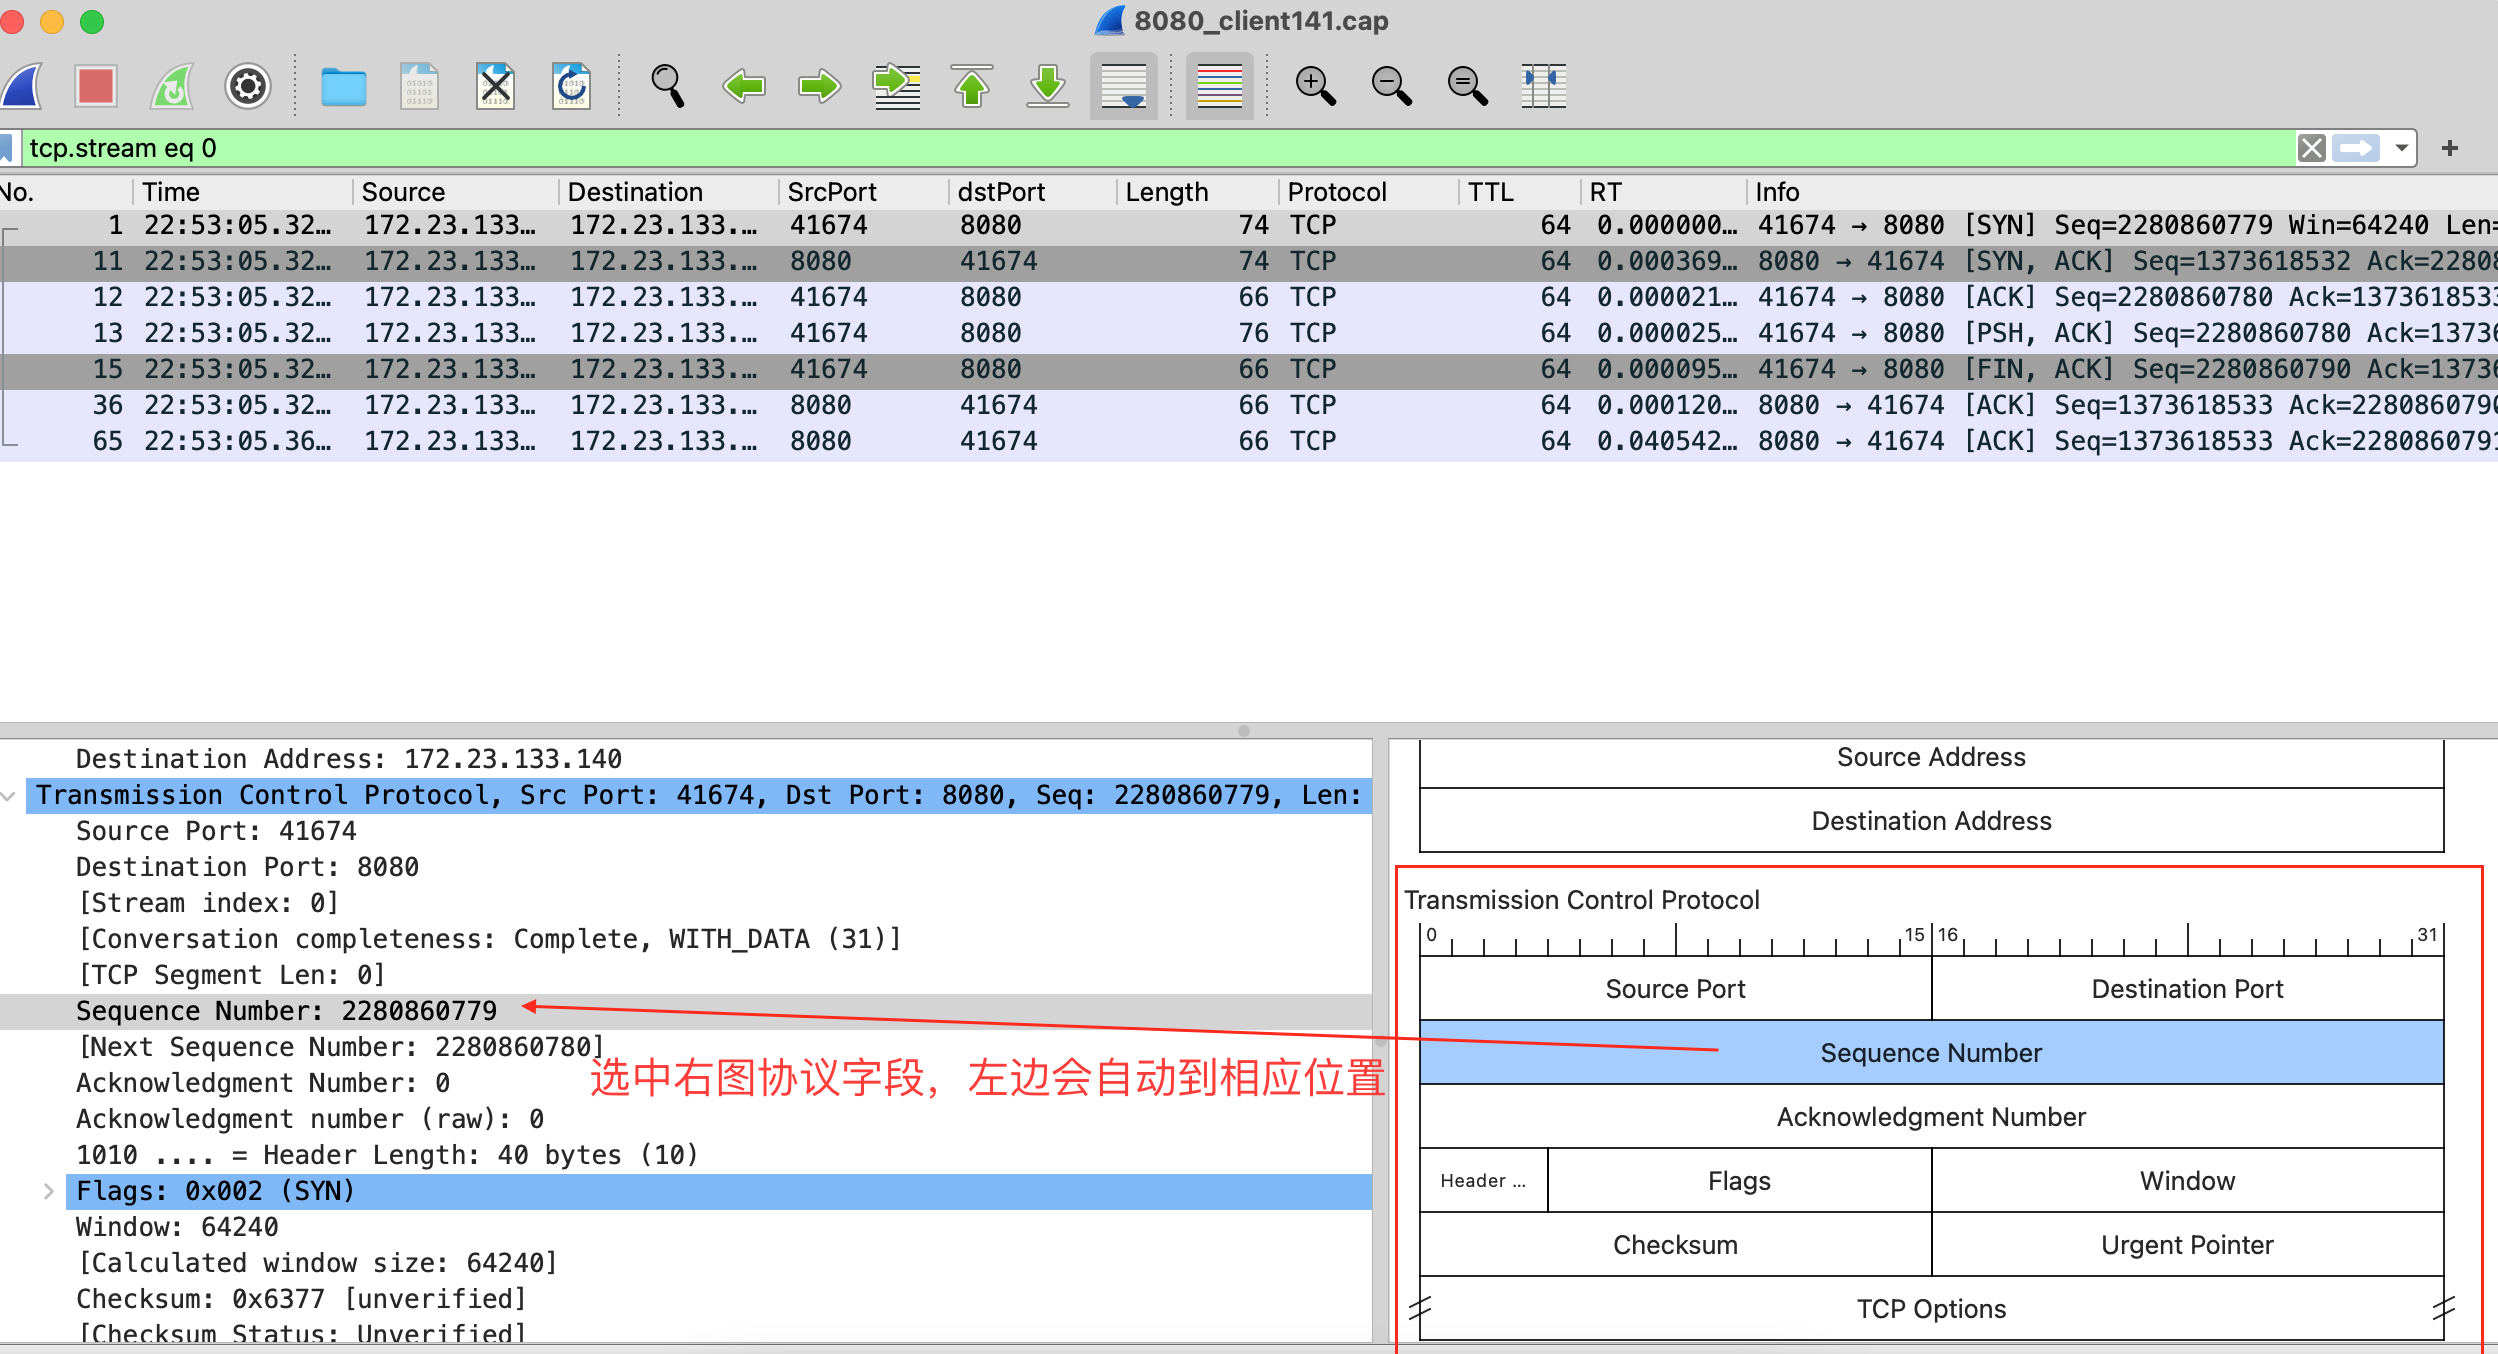 8080_client141.cap
tcp.stream eq 0
No. Time Source Destination SrcPort dstPort Length Protocol TTL RT Info
1 22:53:05.32… 172.23.133… 172.23.133.… 41674 8080 74 TCP 64 0.000000… 41674 → 8080 [SYN] Seq=2280860779 Win=64240 Len=
11 22:53:05.32… 172.23.133… 172.23.133.… 8080 41674 74 TCP 64 0.000369… 8080 → 41674 [SYN, ACK] Seq=1373618532 Ack=22808
12 22:53:05.32… 172.23.133… 172.23.133.… 41674 8080 66 TCP 64 0.000021… 41674 → 8080 [ACK] Seq=2280860780 Ack=1373618533
13 22:53:05.32… 172.23.133… 172.23.133.… 41674 8080 76 TCP 64 0.000025… 41674 → 8080 [PSH, ACK] Seq=2280860780 Ack=13736
15 22:53:05.32… 172.23.133… 172.23.133.… 41674 8080 66 TCP 64 0.000095… 41674 → 8080 [FIN, ACK] Seq=2280860790 Ack=13736
36 22:53:05.32… 172.23.133… 172.23.133.… 8080 41674 66 TCP 64 0.000120… 8080 → 41674 [ACK] Seq=1373618533 Ack=2280860790
65 22:53:05.36… 172.23.133… 172.23.133.… 8080 41674 66 TCP 64 0.040542… 8080 → 41674 [ACK] Seq=1373618533 Ack=2280860791
Destination Address: 172.23.133.140
Transmission Control Protocol, Src Port: 41674, Dst Port: 8080, Seq: 2280860779, Len:
Source Port: 41674
Destination Port: 8080
[Stream index: 0]
[Conversation completeness: Complete, WITH_DATA (31)]
[TCP Segment Len: 0]
Sequence Number: 2280860779
[Next Sequence Number: 2280860780]
选中右图协议字段，左边会自动到相应位置
Acknowledgment Number: 0
Acknowledgment number (raw): 0
1010 .... = Header Length: 40 bytes (10)
Flags: 0x002 (SYN)
Window: 64240
[Calculated window size: 64240]
Checksum: 0x6377 [unverified]
[Checksum Status: Unverified]
Source Address
Destination Address
Transmission Control Protocol
0 15 16 31
Source Port Destination Port
Sequence Number
Acknowledgment Number
Header ... Flags Window
Checksum Urgent Pointer
TCP Options